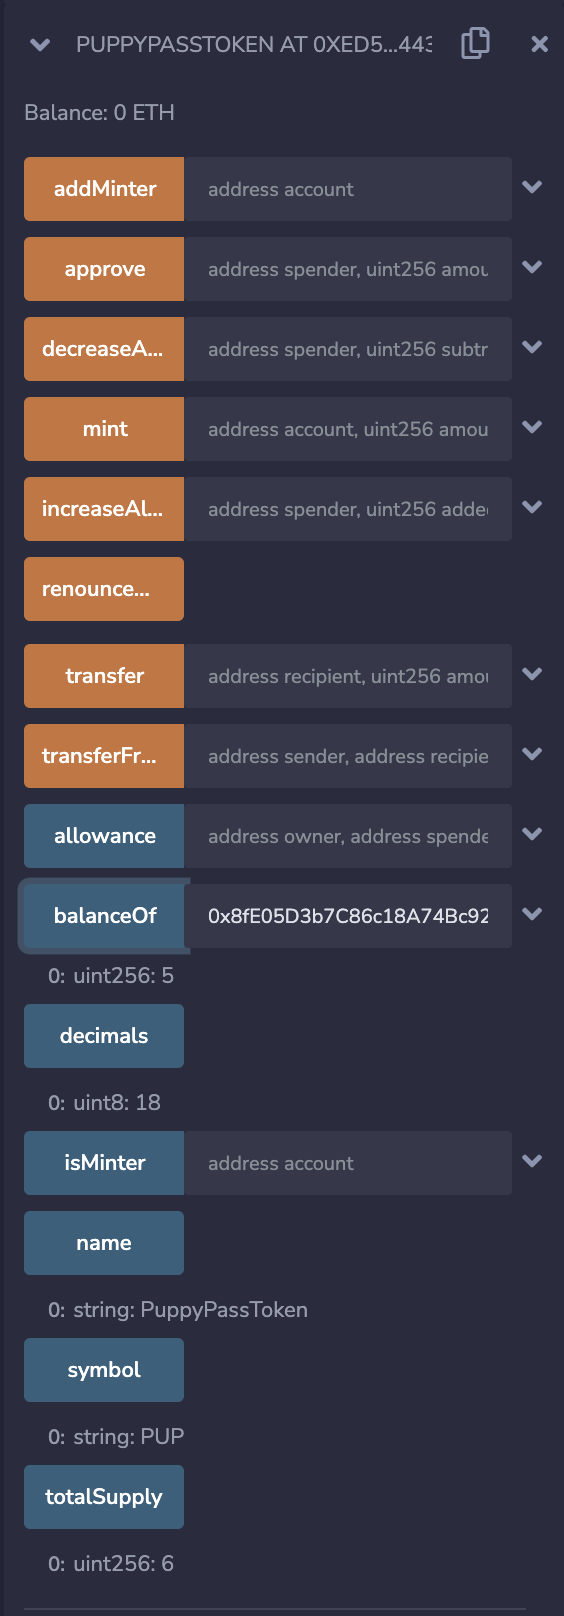 PUPPYPASSTOKEN AT 0XED5...443
Balance: 0 ETH
addMinter address account
approve address spender, uint256 amou
decreaseA... address spender, uint256 subtr
mint address account, uint256 amou
increaseAl... address spender, uint256 adde
renounce...
transfer address recipient, uint256 amou
transferFr... address sender, address recipie
allowance address owner, address spende
balanceOf 0x8fE05D3b7C86c18A74Bc92
0: uint256: 5
decimals
0: uint8: 18
isMinter address account
name
0: string: PuppyPassToken
symbol
0: string: PUP
totalSupply
0: uint256: 6